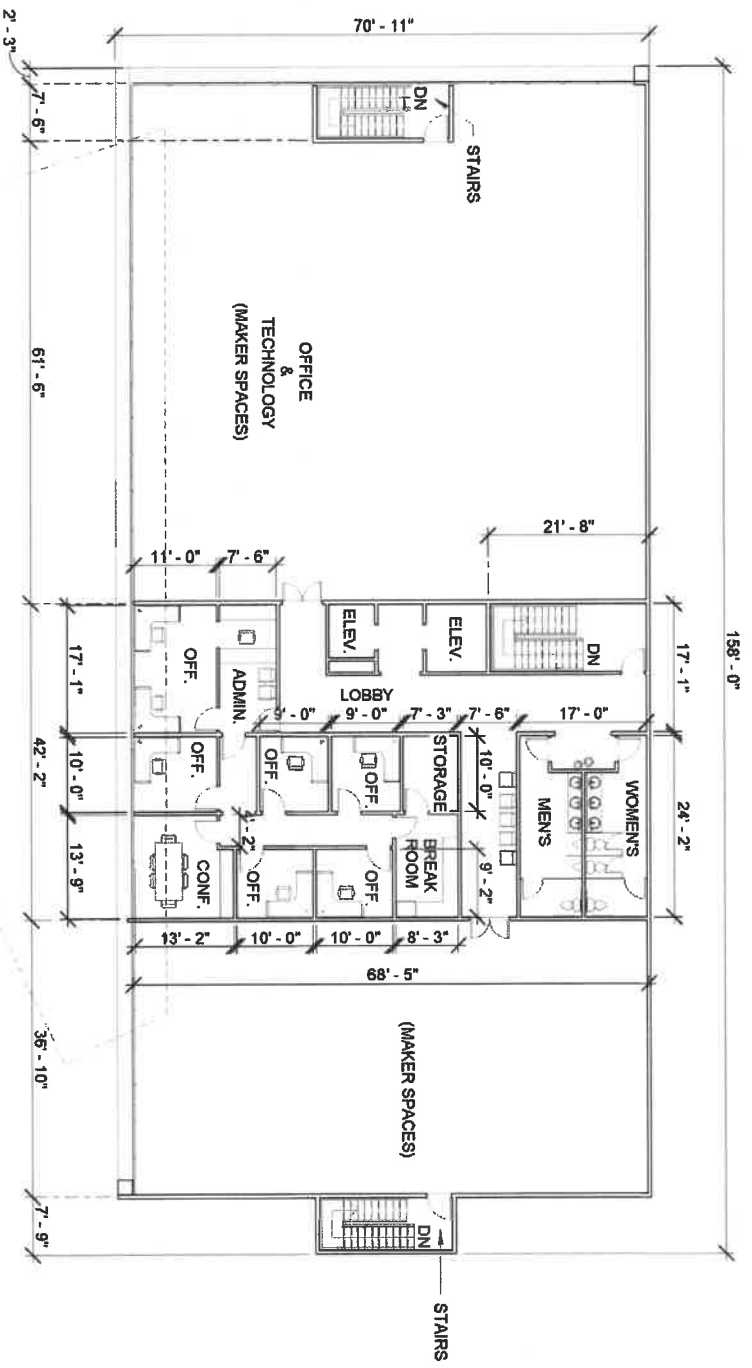 158' - 0"
70' - 11"
2' - 3"
7' - 6"
61' - 6"
42' - 2"
36' - 10"
7' - 9"
DN
STAIRS
OFFICE
&
TECHNOLOGY
(MAKER SPACES)
21' - 8"
11' - 0"
7' - 6"
17' - 1"
24' - 2"
DN
ELEV.
ELEV.
LOBBY
ADMIN.
OFF.
17' - 1"
10' - 0"
13' - 9"
9' - 0"
9' - 0"
7' - 3"
7' - 6"
17' - 0"
WOMEN'S
MEN'S
STORAGE
10' - 0"
BREAK
ROOM
9' - 2"
OFF.
OFF.
OFF.
OFF.
OFF.
CONF.
13' - 2"
10' - 0"
10' - 0"
8' - 3"
68' - 5"
(MAKER SPACES)
DN
STAIRS